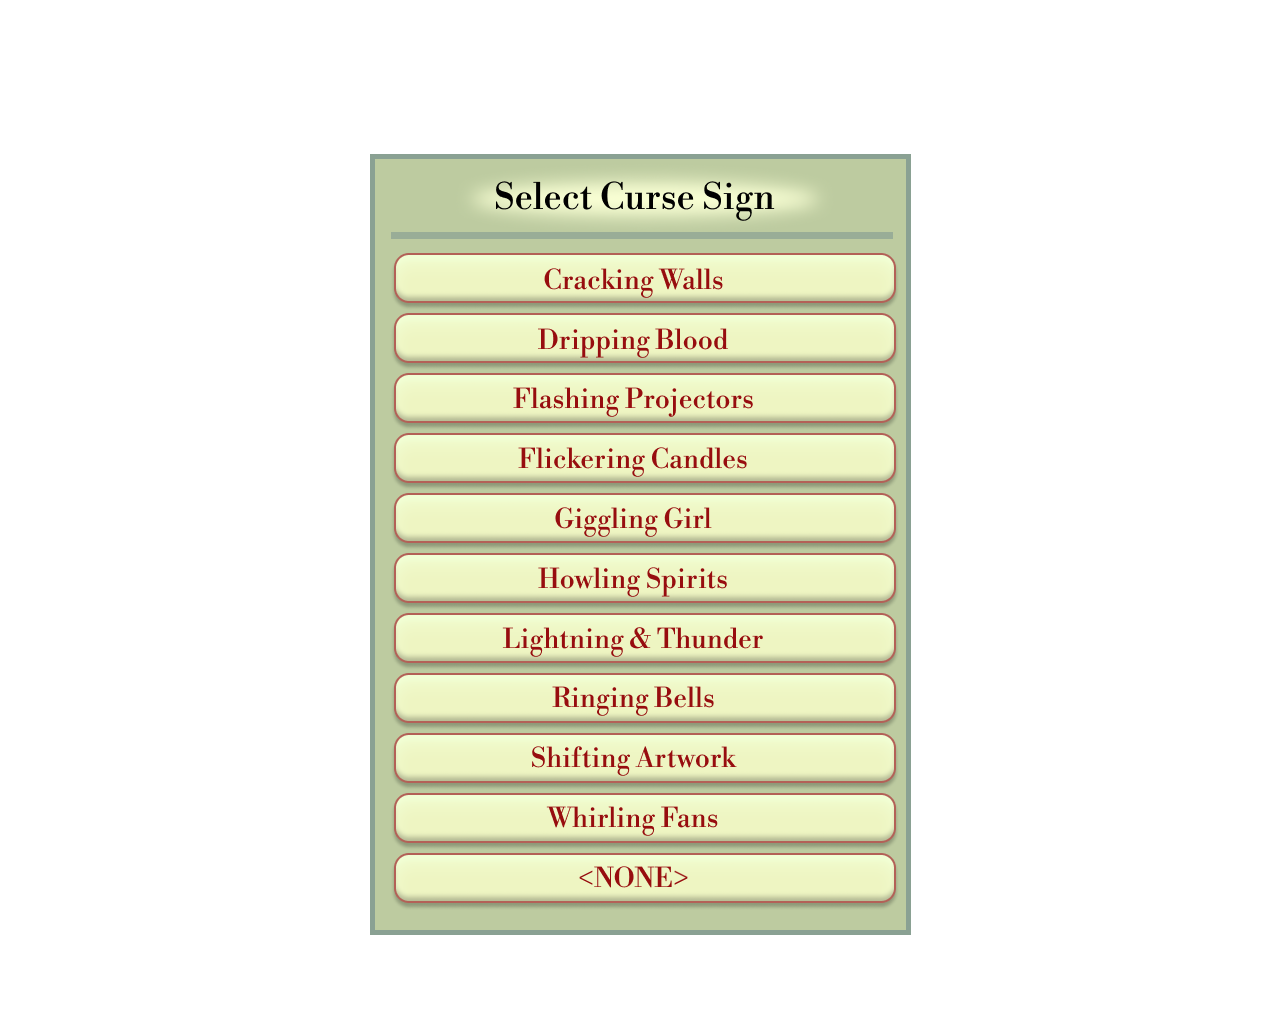 Select Curse Sign
Cracking Walls
Dripping Blood
Flashing Projectors
Flickering Candles
Giggling Girl
Howling Spirits
Lightning & Thunder
Ringing Bells
Shifting Artwork
Whirling Fans
<NONE>